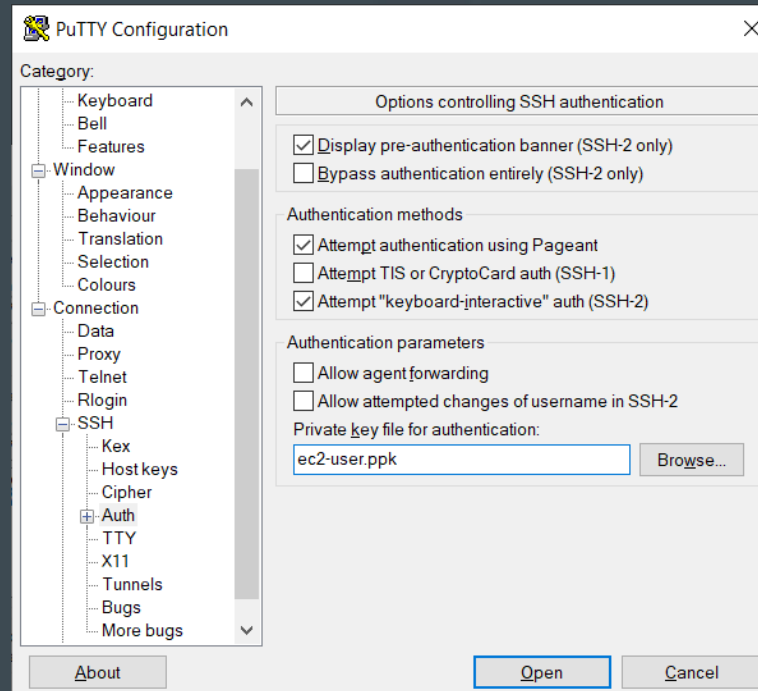 PuTTY Configuration
Category:
Keyboard
Bell
Features
Window
Appearance
Behaviour
Translation
Selection
Colours
Connection
Data
Proxy
Telnet
Rlogin
SSH
Kex
Host keys
Cipher
Auth
TTY
X11
Tunnels
Bugs
More bugs
Options controlling SSH authentication
Display pre-authentication banner (SSH-2 only)
Bypass authentication entirely (SSH-2 only)
Authentication methods
Attempt authentication using Pageant
Attempt TIS or CryptoCard auth (SSH-1)
Attempt "keyboard-interactive" auth (SSH-2)
Authentication parameters
Allow agent forwarding
Allow attempted changes of username in SSH-2
Private key file for authentication:
ec2-user.ppk
Browse...
About
Open
Cancel